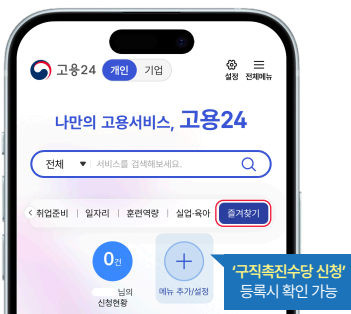 고용24 개인 기업 설정 전체메뉴
나만의 고용서비스, 고용24
전체 ▼ 서비스를 검색해보세요.
< 취업준비 | 일자리 | 훈련역량 | 실업·육아 즐겨찾기
0건
님의
신청현황
메뉴 추가/설정
‘구직촉진수당 신청’
등록시 확인 가능